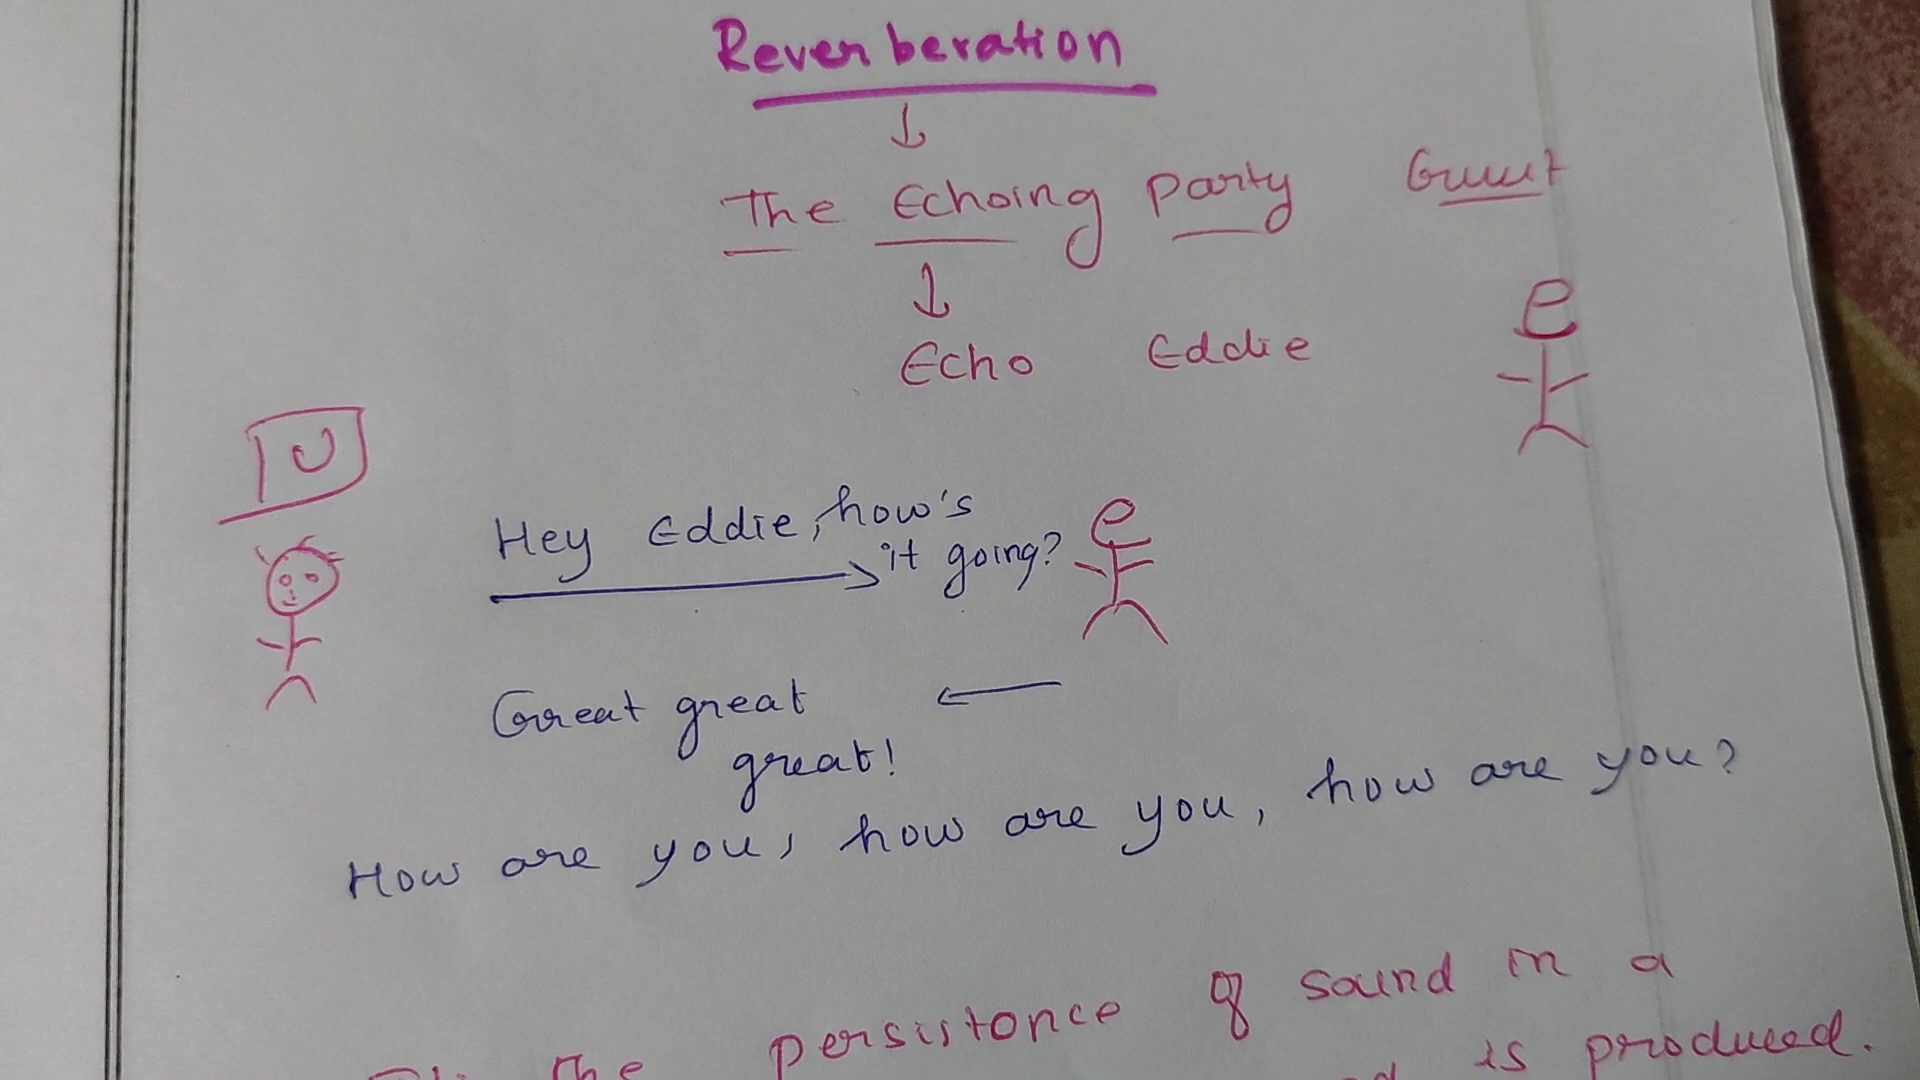 Reverberation
The Echoing Party Guest
Echo Eddie
e
U
Hey Eddie, how's
it going?
e
Great great
great!
How are you, how are you, how are you?
the persistence of sound in a
is produced.